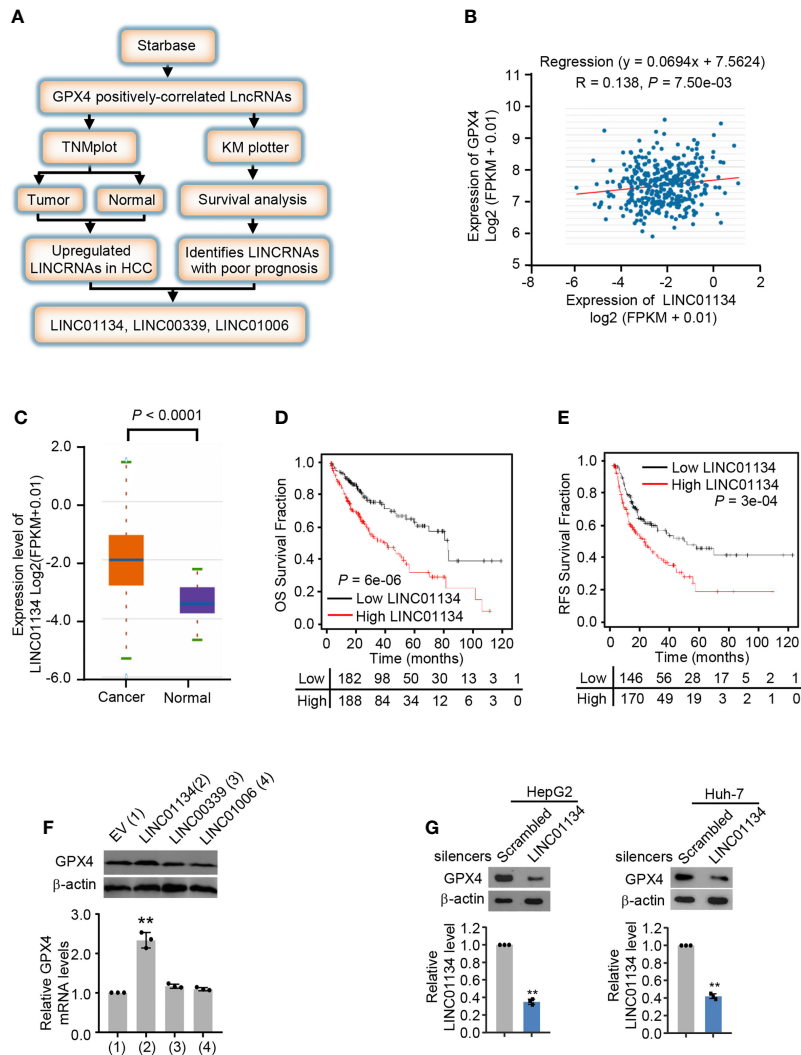 A
Starbase
GPX4 positively-correlated LncRNAs
TNMplot
KM plotter
Tumor
Normal
Survival analysis
Upregulated
LINCRNAs in HCC
Identifies LINCRNAs
with poor prognosis
LINC01134, LINC00339, LINC01006
B
Regression (y = 0.0694x + 7.5624)
R = 0.138, P = 7.50e-03
Expression of GPX4
Log2 (FPKM + 0.01)
11
10
9
8
7
6
5
-8 -6 -4 -2 0 2
Expression of LINC01134
log2 (FPKM + 0.01)
C
P < 0.0001
Expression level of
LINC01134 Log2(FPKM+0.01)
2.0
0.0
-2.0
-4.0
-6.0
Cancer Normal
D
OS Survival Fraction
1.0
0.8
0.6
0.4
0.2
0.0
P = 6e-06
Low LINC01134
High LINC01134
0 20 40 60 80 100 120
Time (months)
Low 182 98 50 30 13 3 1
High 188 84 34 12 6 3 0
E
RFS Survival Fraction
1.0
0.8
0.6
0.4
0.2
0.0
Low LINC01134
High LINC01134
P = 3e-04
0 20 40 60 80 100 120
Time (months)
Low 146 56 28 17 5 2 1
High 170 49 19 3 2 1 0
F
EV (1)
LINC01134(2)
LINC00339 (3)
LINC01006 (4)
GPX4
β-actin
Relative GPX4
mRNA levels
3.0
2.0
1.0
0.0
**
(1) (2) (3) (4)
G
HepG2
silencers
Scrambled
LINC01134
GPX4
β-actin
Relative
LINC01134 level
1.2
1.0
0.8
0.6
0.4
0.2
0.0
**
Huh-7
silencers
Scrambled
LINC01134
GPX4
β-actin
Relative
LINC01134 level
1.2
1.0
0.8
0.6
0.4
0.2
0.0
**